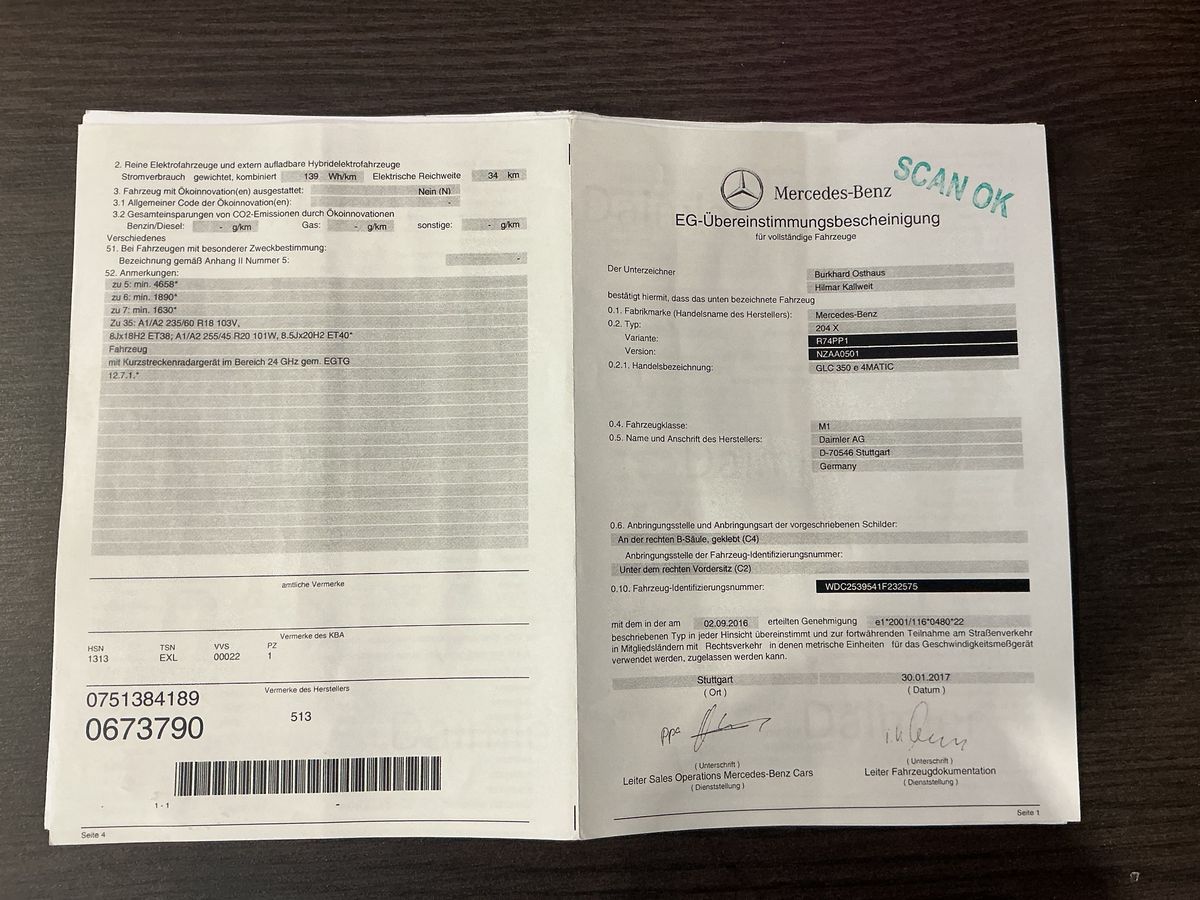 2. Reine Elektrofahrzeuge und extern aufladbare Hybridelektrofahrzeuge
Stromverbrauch gewichtet, kombiniert 139 Wh/km Elektrische Reichweite 34 km
3. Fahrzeug mit Ökoinnovation(en) ausgestattet: Nein (N)
3.1 Allgemeiner Code der Ökoinnovation(en): -
3.2 Gesamteinsparungen von CO2-Emissionen durch Ökoinnovationen
Benzin/Diesel: - g/km Gas: - g/km sonstige: - g/km
Verschiedenes
51. Bei Fahrzeugen mit besonderer Zweckbestimmung:
Bezeichnung gemäß Anhang II Nummer 5: -
52. Anmerkungen:
zu 5: min. 4658*
zu 6: min. 1890*
zu 7: min. 1630*
Zu 35: A1/A2 235/60 R18 103V,
8Jx18H2 ET38; A1/A2 255/45 R20 101W, 8.5Jx20H2 ET40*
Fahrzeug
mit Kurzstreckenradargerät im Bereich 24 GHz gem. EGTG
12.7.1.*
amtliche Vermerke
Vermerke des KBA
HSN TSN VVS PZ
1313 EXL 00022 1
Vermerke des Herstellers
0751384189
0673790 513
1 - 1 -
Seite 4
SCAN OK
Mercedes-Benz
EG-Übereinstimmungsbescheinigung
für vollständige Fahrzeuge
Der Unterzeichner Burkhard Osthaus
Hilmar Kallweit
bestätigt hiermit, dass das unten bezeichnete Fahrzeug
0.1. Fabrikmarke (Handelsname des Herstellers): Mercedes-Benz
0.2. Typ: 204 X
Variante: R74PP1
Version: NZAA0501
0.2.1. Handelsbezeichnung: GLC 350 e 4MATIC
0.4. Fahrzeugklasse: M1
0.5. Name und Anschrift des Herstellers: Daimler AG
D-70546 Stuttgart
Germany
0.6. Anbringungsstelle und Anbringungsart der vorgeschriebenen Schilder:
An der rechten B-Säule, geklebt (C4)
Anbringungsstelle der Fahrzeug-Identifizierungsnummer:
Unter dem rechten Vordersitz (C2)
0.10. Fahrzeug-Identifizierungsnummer: WDC2539541F232575
mit dem in der am 02.09.2016 erteilten Genehmigung e1*2001/116*0480*22
beschriebenen Typ in jeder Hinsicht übereinstimmt und zur fortwährenden Teilnahme am Straßenverkehr
in Mitgliedsländern mit Rechtsverkehr in denen metrische Einheiten für das Geschwindigkeitsmeßgerät
verwendet werden, zugelassen werden kann.
Stuttgart 30.01.2017
( Ort ) ( Datum )
ppa
( Unterschrift ) ( Unterschrift )
Leiter Sales Operations Mercedes-Benz Cars Leiter Fahrzeugdokumentation
( Dienststellung ) ( Dienststellung )
Seite 1